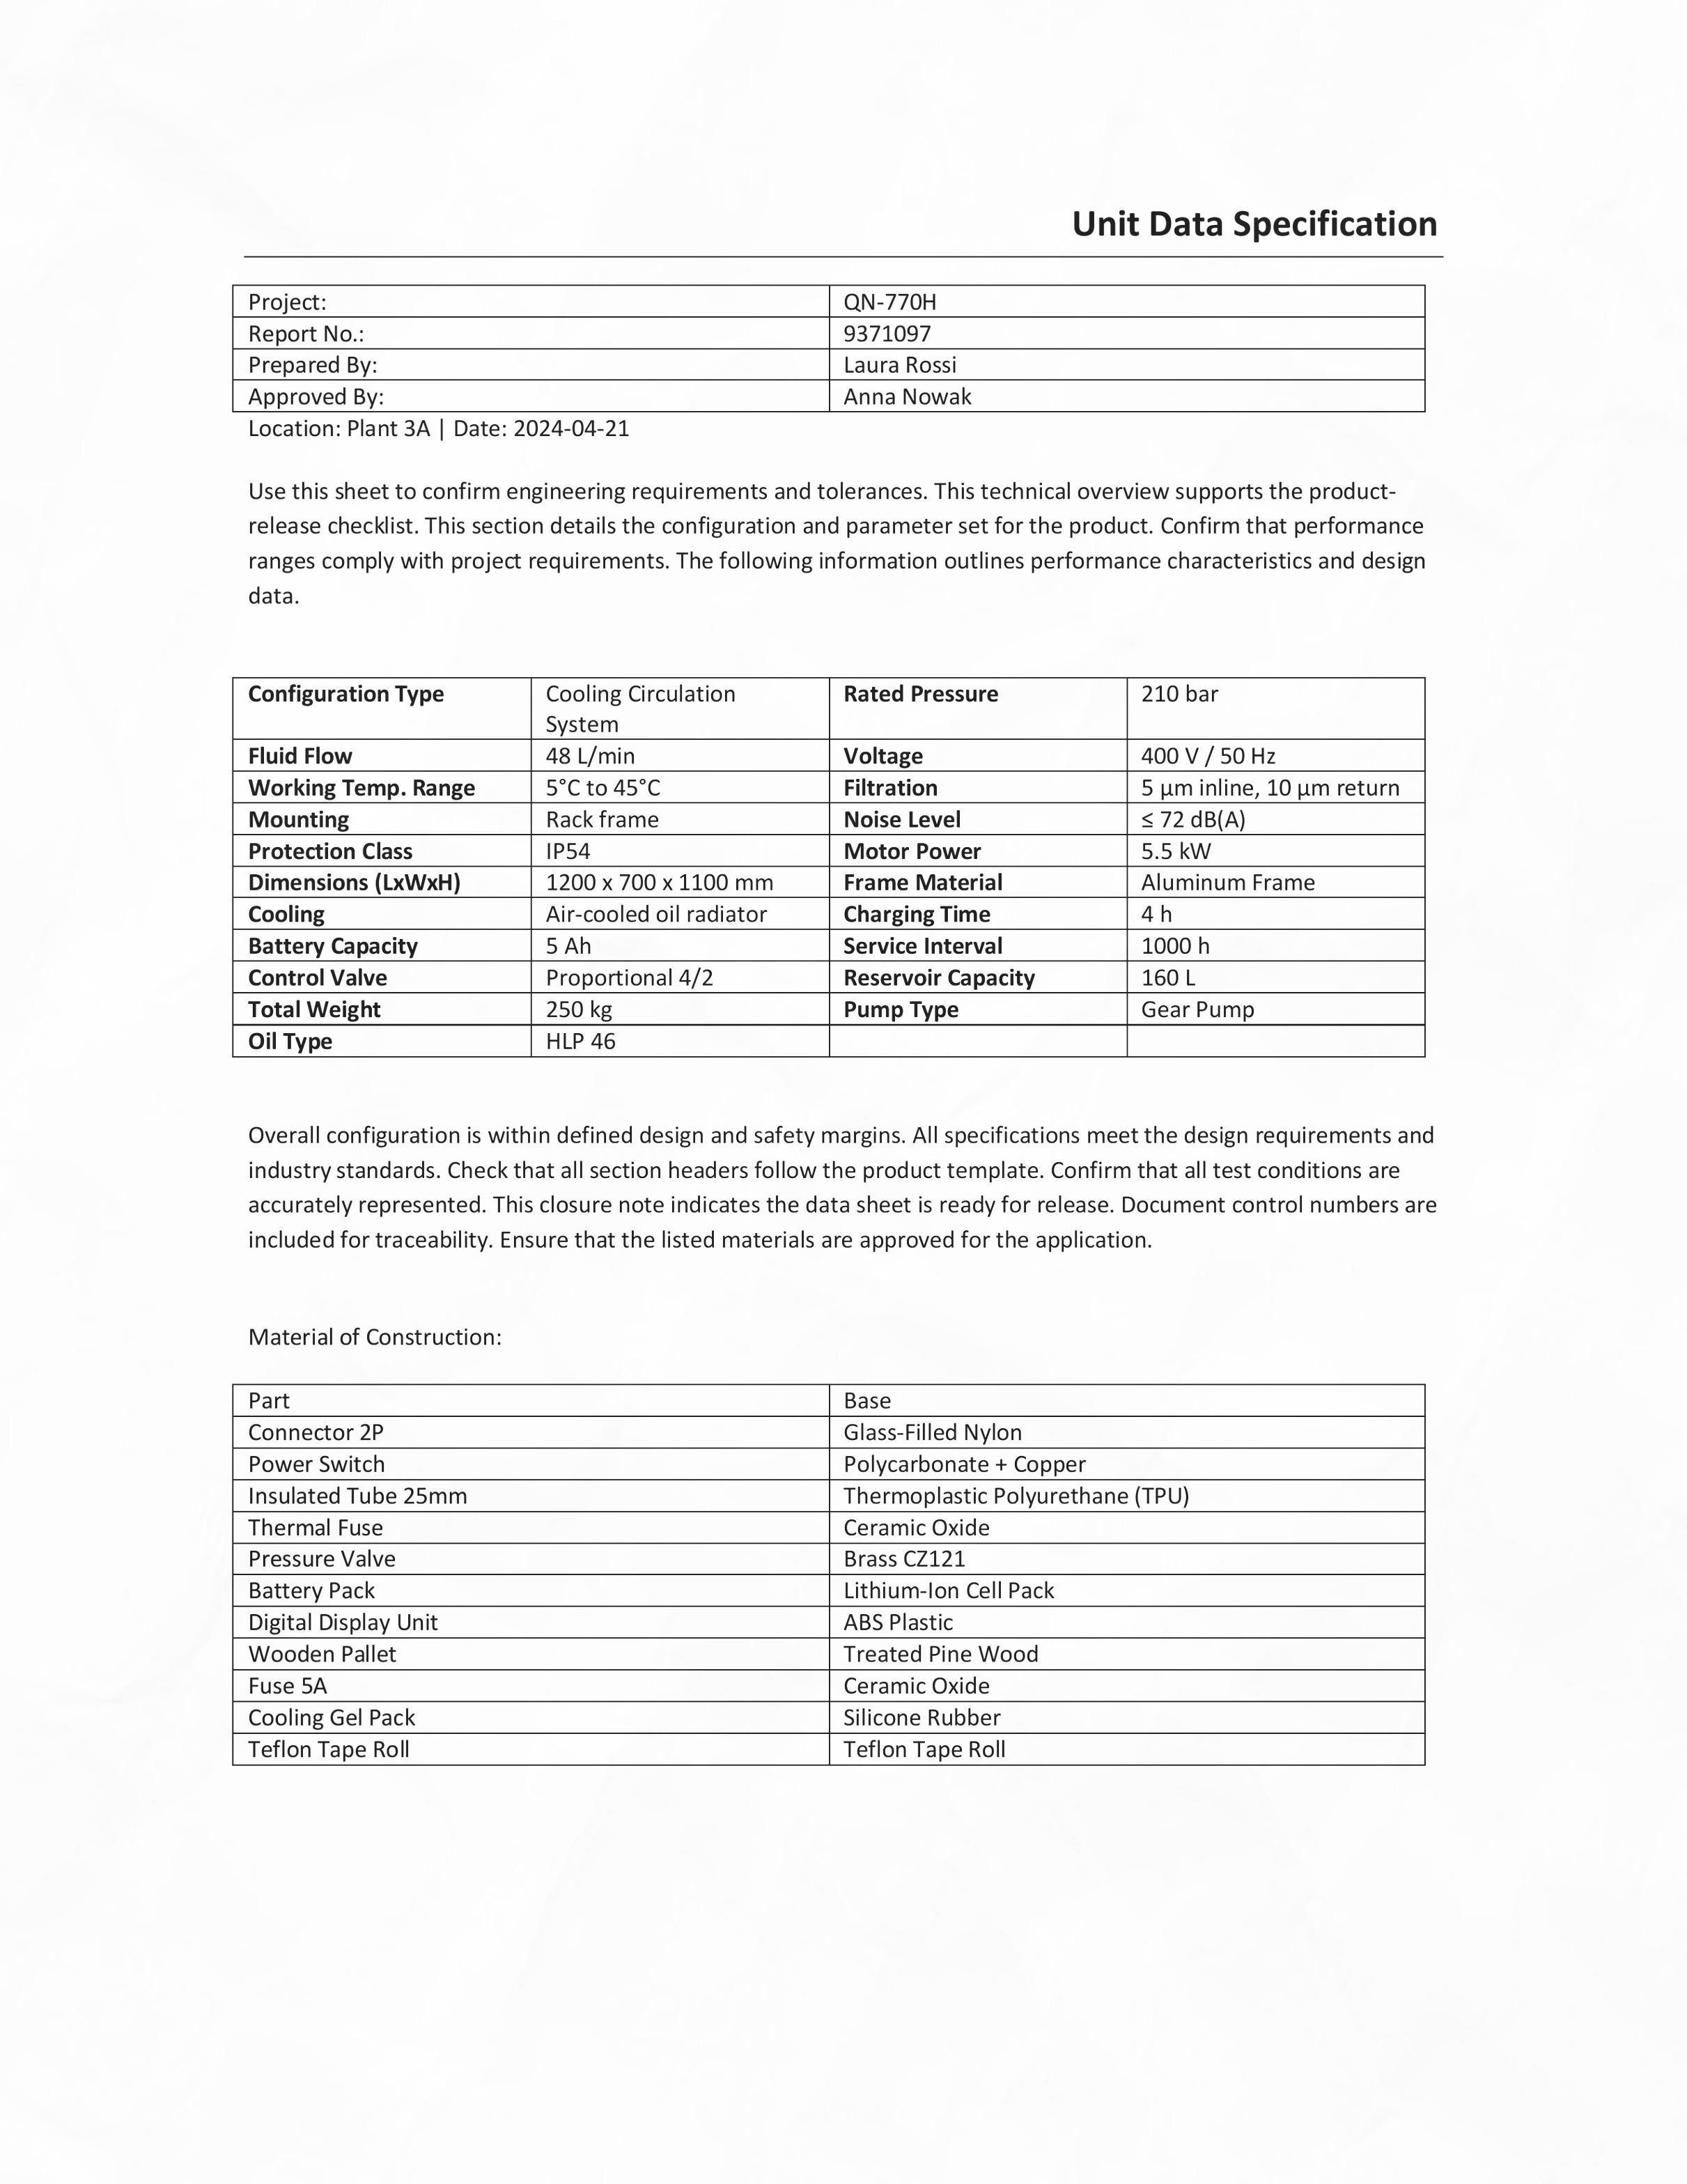 Unit Data Specification
Project: QN-770H
Report No.: 9371097
Prepared By: Laura Rossi
Approved By: Anna Nowak
Location: Plant 3A | Date: 2024-04-21
Use this sheet to confirm engineering requirements and tolerances. This technical overview supports the product-
release checklist. This section details the configuration and parameter set for the product. Confirm that performance
ranges comply with project requirements. The following information outlines performance characteristics and design
data.
Configuration Type Cooling Circulation Rated Pressure 210 bar
System
Fluid Flow 48 L/min Voltage 400 V / 50 Hz
Working Temp. Range 5°C to 45°C Filtration 5 µm inline, 10 µm return
Mounting Rack frame Noise Level ≤ 72 dB(A)
Protection Class IP54 Motor Power 5.5 kW
Dimensions (LxWxH) 1200 x 700 x 1100 mm Frame Material Aluminum Frame
Cooling Air-cooled oil radiator Charging Time 4 h
Battery Capacity 5 Ah Service Interval 1000 h
Control Valve Proportional 4/2 Reservoir Capacity 160 L
Total Weight 250 kg Pump Type Gear Pump
Oil Type HLP 46
Overall configuration is within defined design and safety margins. All specifications meet the design requirements and
industry standards. Check that all section headers follow the product template. Confirm that all test conditions are
accurately represented. This closure note indicates the data sheet is ready for release. Document control numbers are
included for traceability. Ensure that the listed materials are approved for the application.
Material of Construction:
Part Base
Connector 2P Glass-Filled Nylon
Power Switch Polycarbonate + Copper
Insulated Tube 25mm Thermoplastic Polyurethane (TPU)
Thermal Fuse Ceramic Oxide
Pressure Valve Brass CZ121
Battery Pack Lithium-Ion Cell Pack
Digital Display Unit ABS Plastic
Wooden Pallet Treated Pine Wood
Fuse 5A Ceramic Oxide
Cooling Gel Pack Silicone Rubber
Teflon Tape Roll Teflon Tape Roll